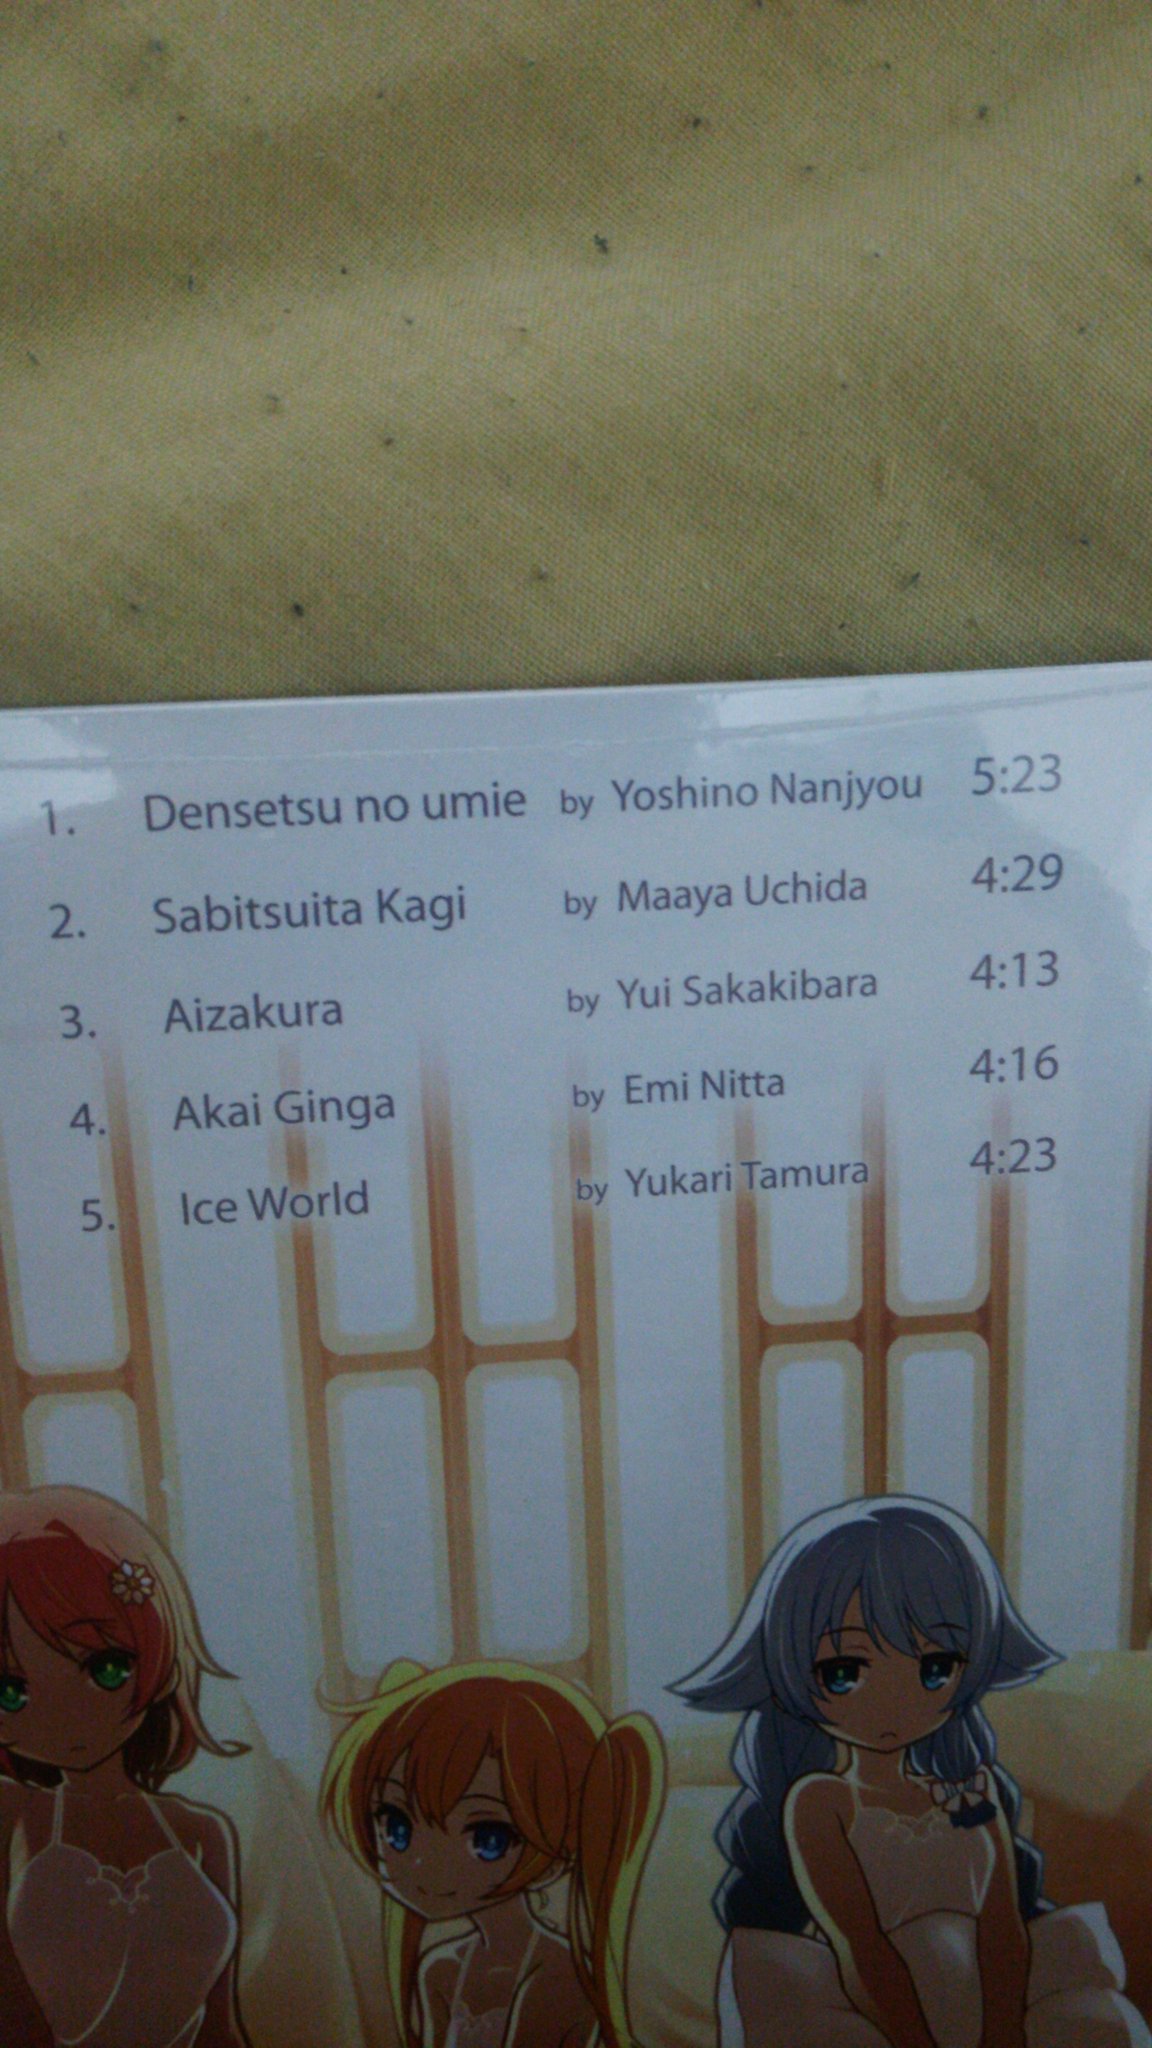 1. Densetsu no umie by Yoshino Nanjyou 5:23
2. Sabitsuita Kagi by Maaya Uchida 4:29
3. Aizakura by Yui Sakakibara 4:13
4. Akai Ginga by Emi Nitta 4:16
5. Ice World by Yukari Tamura 4:23